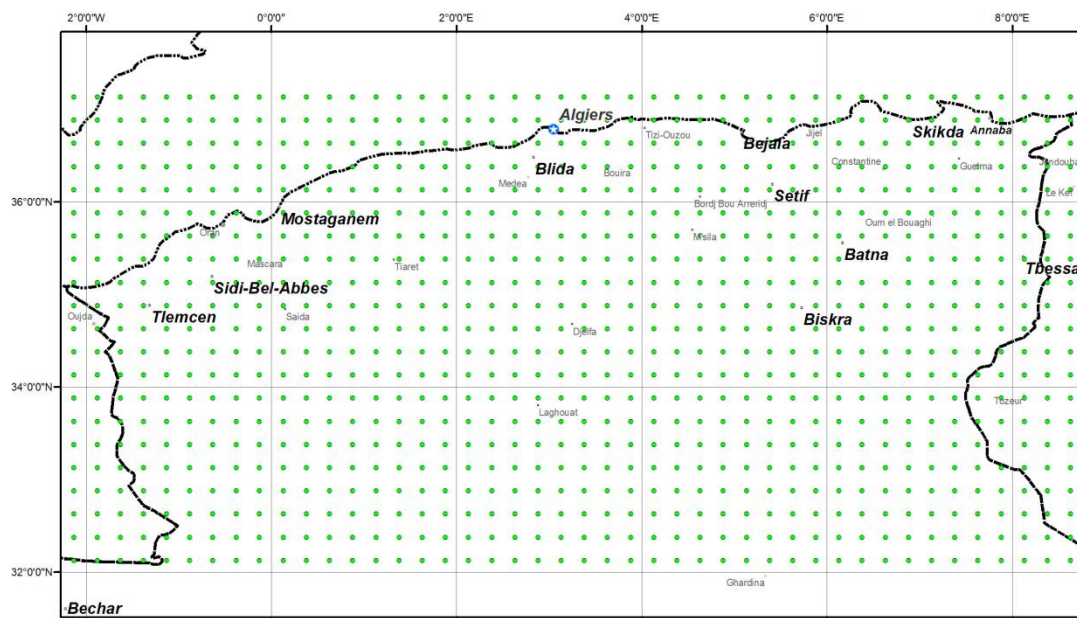 2°0'0"W 0°0'0" 2°0'0"E 4°0'0"E 6°0'0"E 8°0'0"E
Algiers
Tizi-Ouzou
Jijel
Skikda
Annaba
Bejaia
Blida
Medea
Bouira
Constantine
Guelma
Jendouba
36°0'0"N
Setif
Bordj Bou Arreridj
Le Kef
Mostaganem
Oran
M'sila
Oum el Bouaghi
Batna
Mascara
Tiaret
Tbessa
Sidi-Bel-Abbes
Oujda
Tlemcen
Saida
Djelfa
Biskra
34°0'0"N
Laghouat
Tozeur
32°0'0"N
Ghardina
Bechar